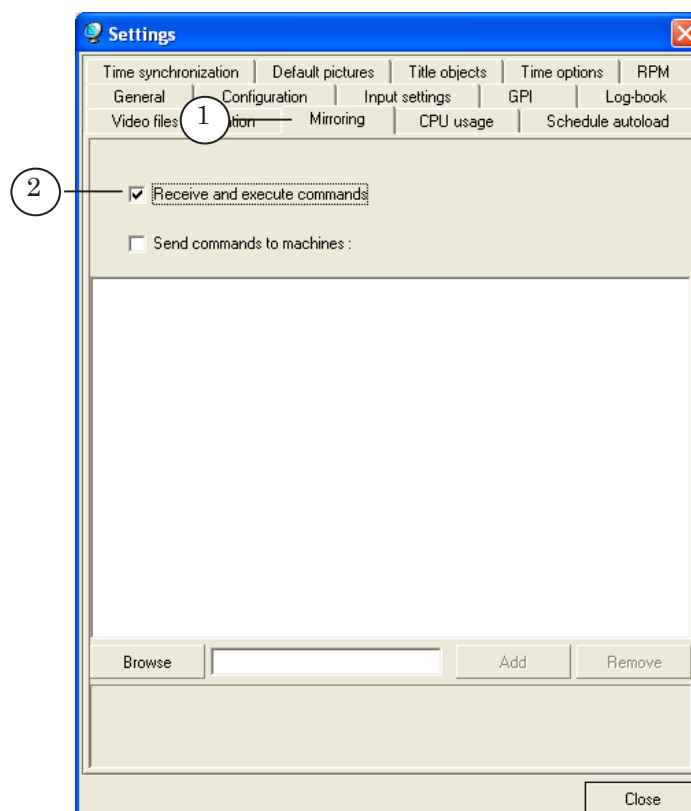 Settings
Time synchronization Default pictures Title objects Time options RPM
General Configuration Input settings GPI Log-book
Video files 1 Mirroring CPU usage Schedule autoload
2 Receive and execute commands
Send commands to machines :
Browse Add Remove
Close